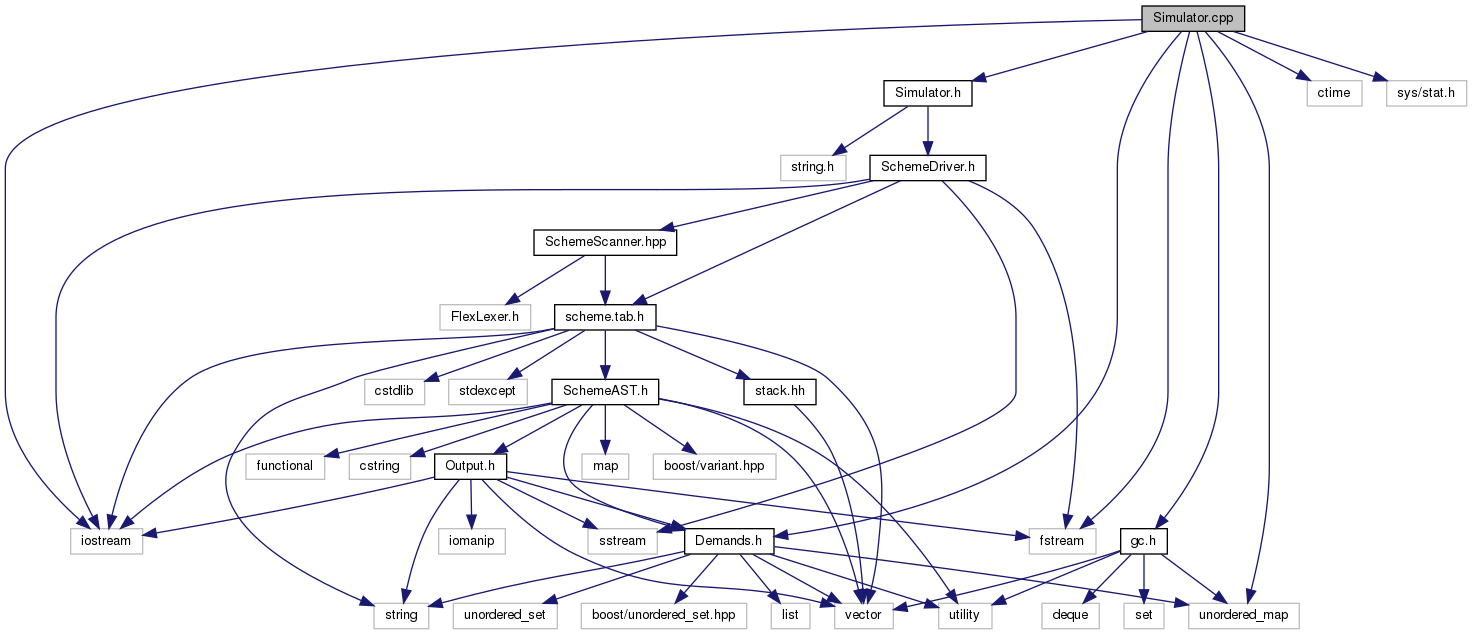 Simulator.cpp
Simulator.h
ctime
sys/stat.h
string.h
SchemeDriver.h
SchemeScanner.hpp
FlexLexer.h
scheme.tab.h
cstdlib
stdexcept
SchemeAST.h
stack.hh
functional
cstring
Output.h
map
boost/variant.hpp
iostream
iomanip
sstream
Demands.h
fstream
gc.h
string
unordered_set
boost/unordered_set.hpp
list
vector
utility
deque
set
unordered_map